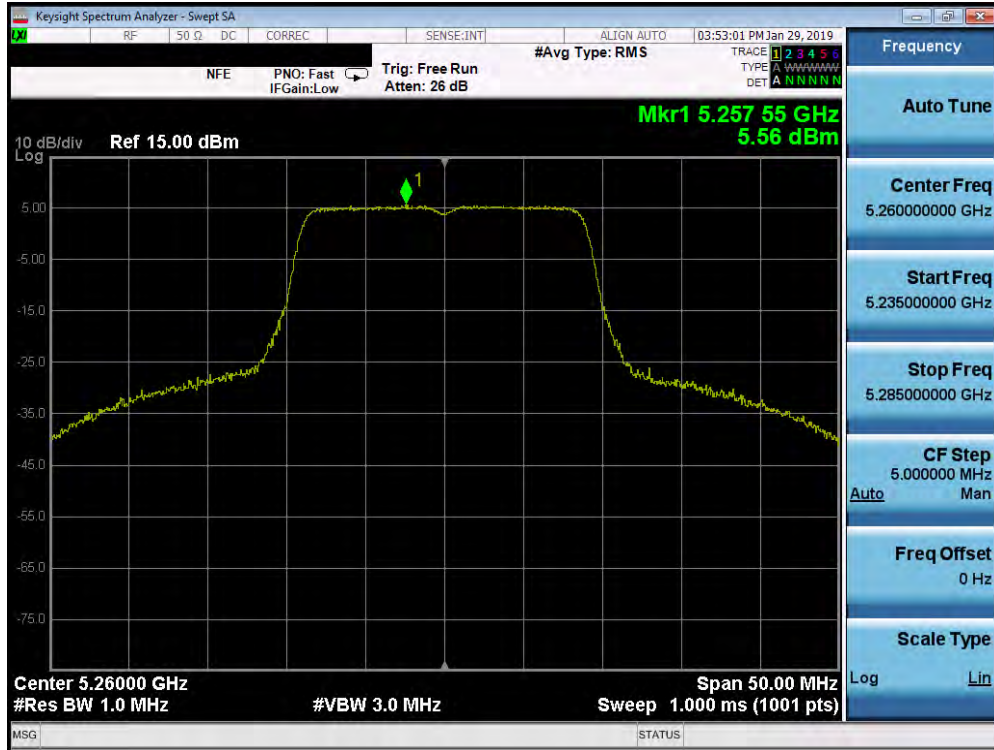 Keysight Spectrum Analyzer - Swept SA
LXI RF 50 Ω DC CORREC SENSE:INT ALIGN AUTO 03:53:01 PM Jan 29, 2019
NFE PNO: Fast Trig: Free Run #Avg Type: RMS TRACE 1 2 3 4 5 6
IFGain:Low Atten: 26 dB TYPE A WWWWW
DET A N N N N N
Mkr1 5.257 55 GHz
5.56 dBm
10 dB/div Ref 15.00 dBm
Log
1
5.00
-5.00
-15.0
-25.0
-35.0
-45.0
-55.0
-65.0
-75.0
Center 5.26000 GHz Span 50.00 MHz
#Res BW 1.0 MHz #VBW 3.0 MHz Sweep 1.000 ms (1001 pts)
MSG STATUS
Frequency
Auto Tune
Center Freq
5.260000000 GHz
Start Freq
5.235000000 GHz
Stop Freq
5.285000000 GHz
CF Step
5.000000 MHz
Auto Man
Freq Offset
0 Hz
Scale Type
Log Lin